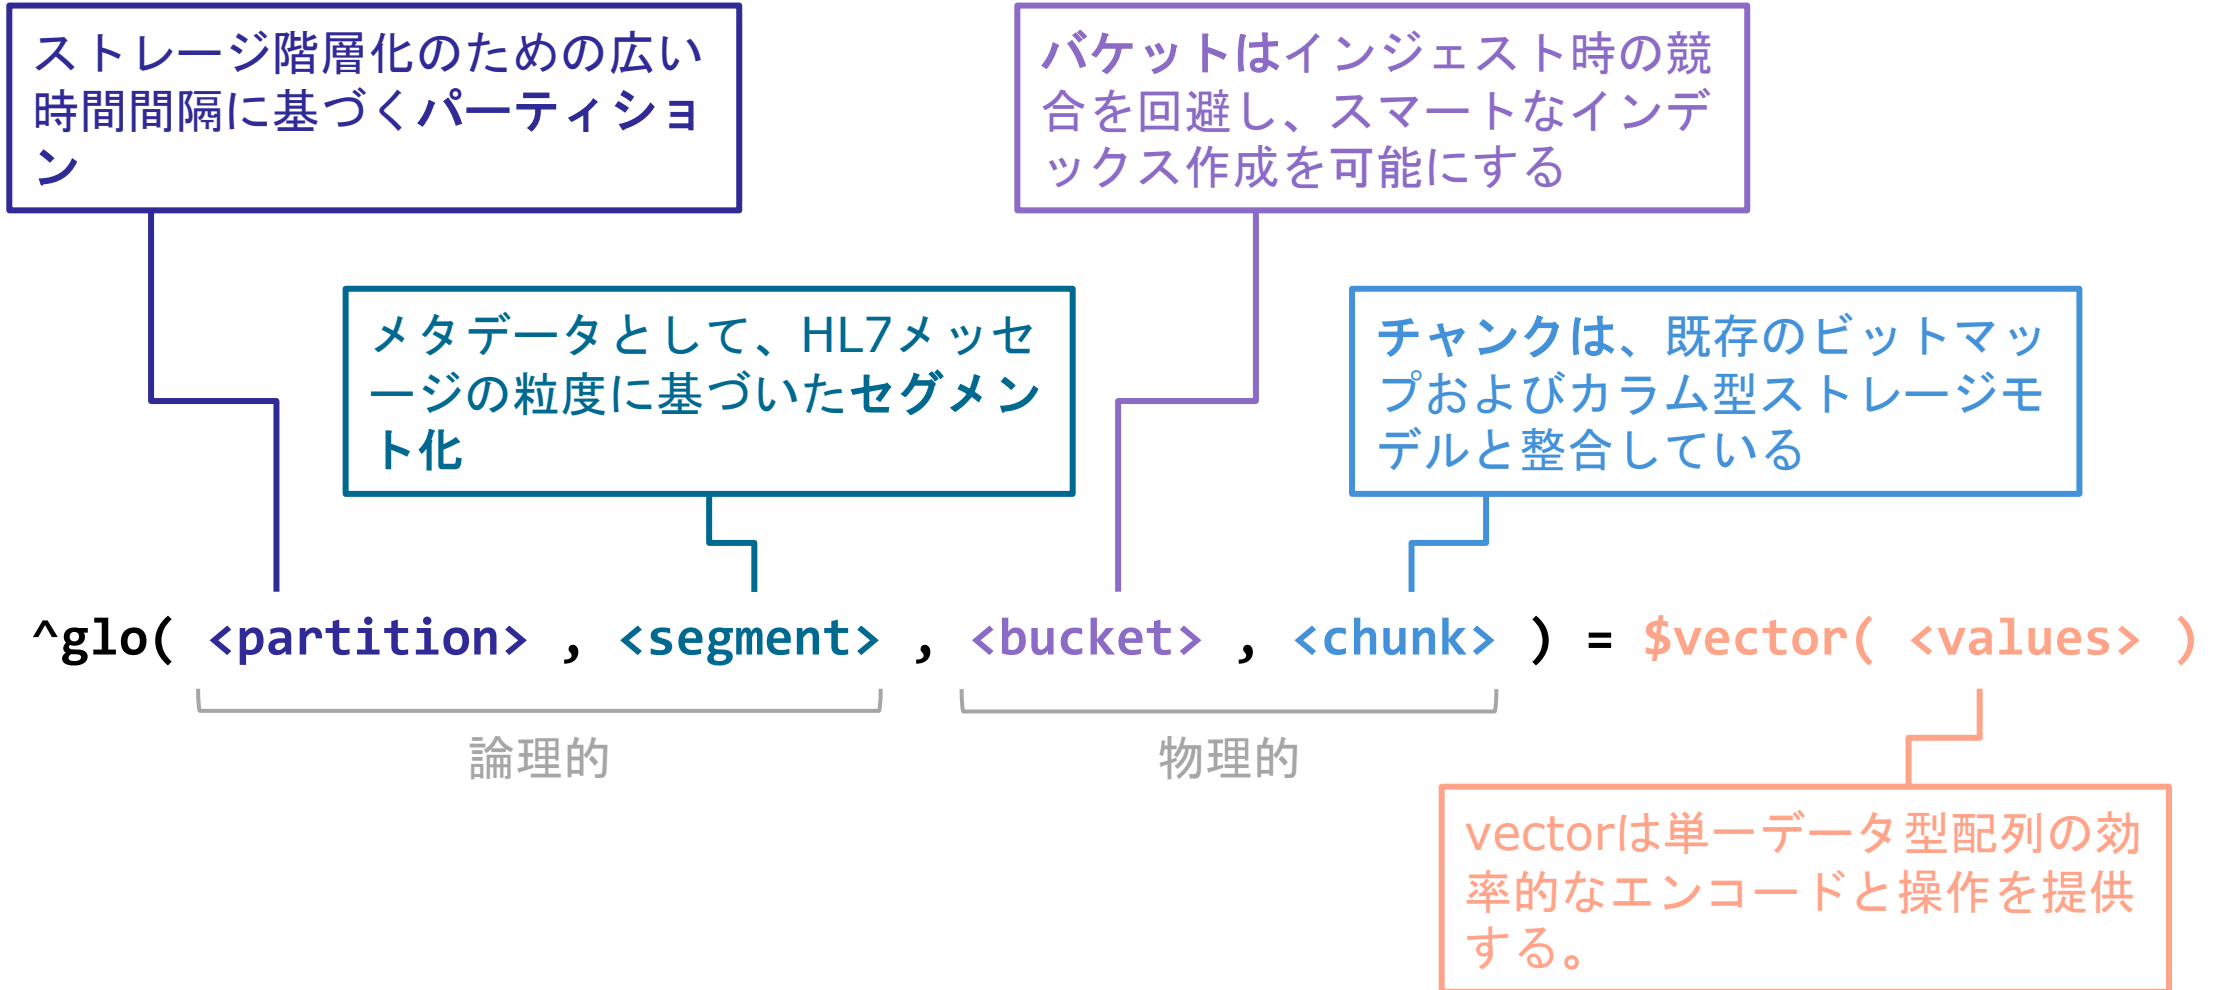 ストレージ階層化のための広い
時間間隔に基づくパーティショ
ン
バケットはインジェスト時の競
合を回避し、スマートなインデ
ックス作成を可能にする
メタデータとして、HL7メッセ
ージの粒度に基づいたセグメン
ト化
チャンクは、既存のビットマッ
プおよびカラム型ストレージモ
デルと整合している
^glo( <partition> , <segment> , <bucket> , <chunk> ) = $vector( <values> )
論理的
物理的
vectorは単一データ型配列の効
率的なエンコードと操作を提供
する。